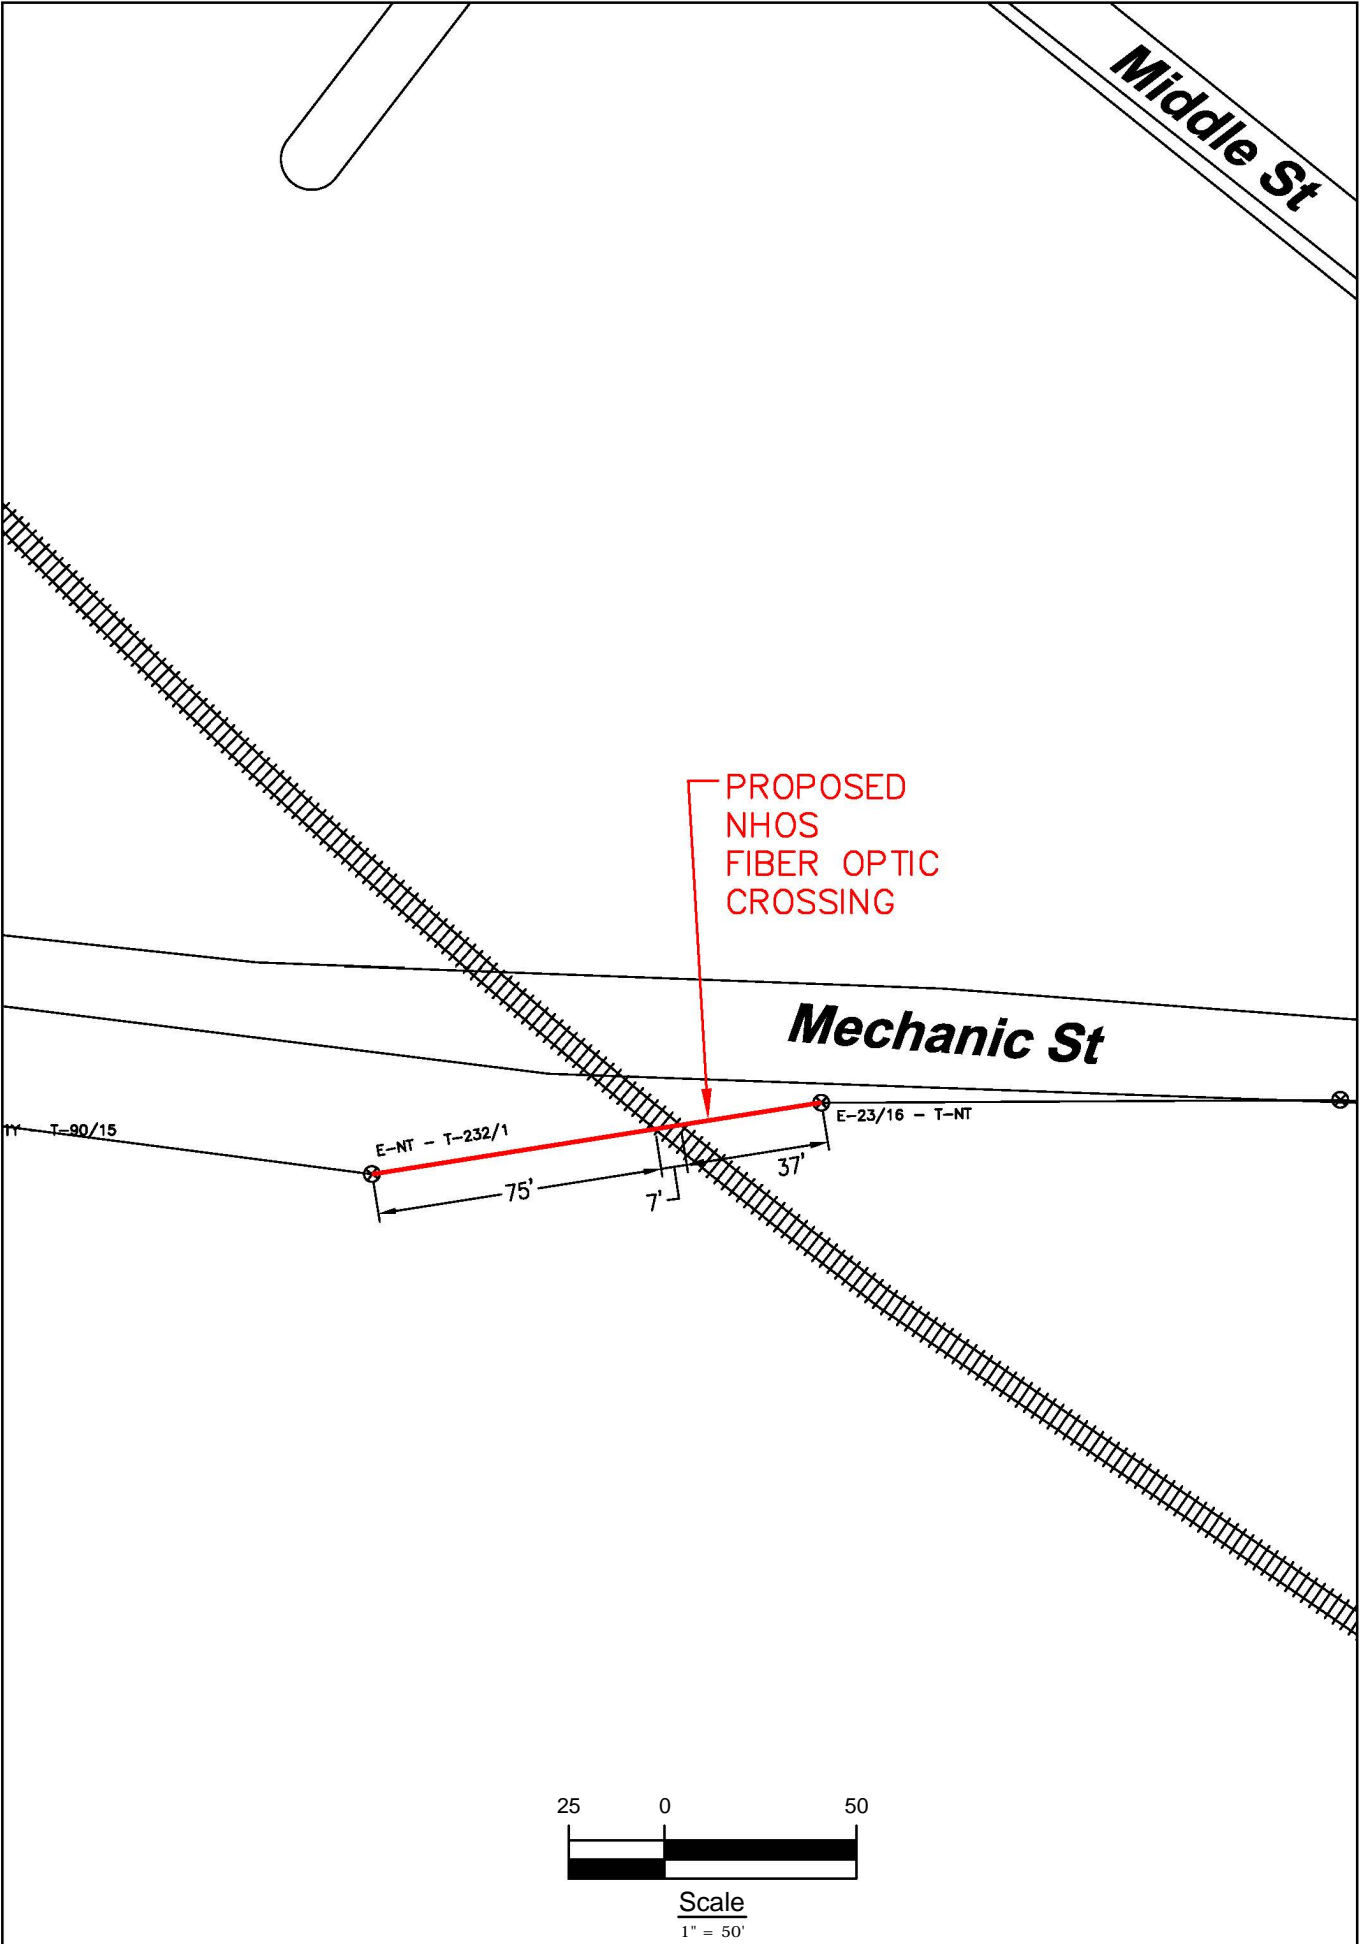 Middle St
PROPOSED
NHOS
FIBER OPTIC
CROSSING
Mechanic St
E-23/16 - T-NT
T-90/15
E-NT - T-232/1
37'
75'
7'
25 0 50
Scale
1" = 50'